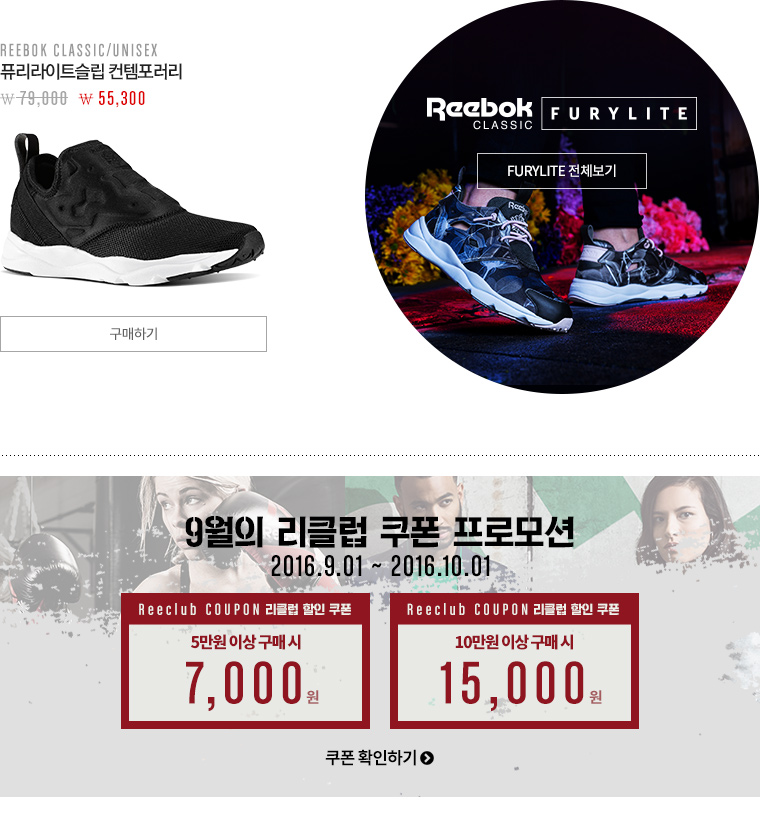 REEBOK CLASSIC/UNISEX
퓨리라이트슬립 컨템포러리
₩ 79,000 ₩ 55,300
구매하기
Reebok CLASSIC FURYLITE
FURYLITE 전체보기
Reebok
9월의 리클럽 쿠폰 프로모션
2016.9.01 ~ 2016.10.01
Reeclub COUPON 리클럽 할인 쿠폰
5만원 이상 구매 시
7,000원
Reeclub COUPON 리클럽 할인 쿠폰
10만원 이상 구매 시
15,000원
쿠폰 확인하기